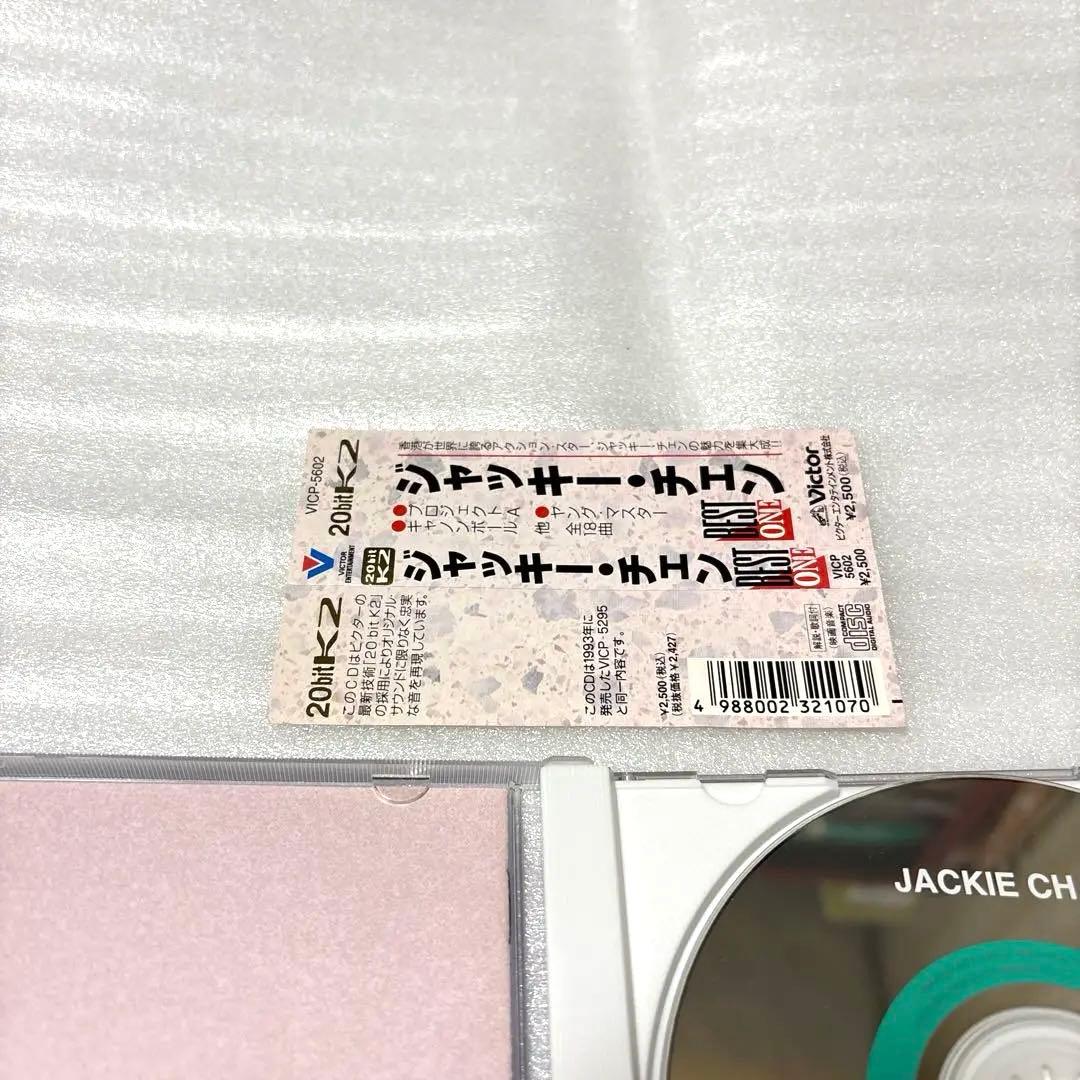 VICP-5602
20bit K2
香港が世界に誇るアクション・スター、ジャッキー・チェンの魅力を集大成!!
ジャッキー・チェン
●プロジェクトA
●キャノンボール
●ヤング・マスター
他 全18曲
BEST
ONE
Victor
ビクターエンタテインメント株式会社
¥2,500(税込)
VICTOR
ENTERTAINMENT
20bit
K2
ジャッキー・チェン
BEST
ONE
VICP
5602
¥2,500
20bit K2
このCDはビクターの
最新技術「20 bit K2」
の採用によりオリジナル・
サウンドに限りなく忠実
な音を再現しています。
このCDは1993年に
発売したVICP-5295
と同一内容です。
¥2,500(税込)
(税抜価格¥2,427)
解説・歌詞付
(映画音楽)
COMPACT
disc
DIGITAL AUDIO
4 988002 321070
JACKIE CH